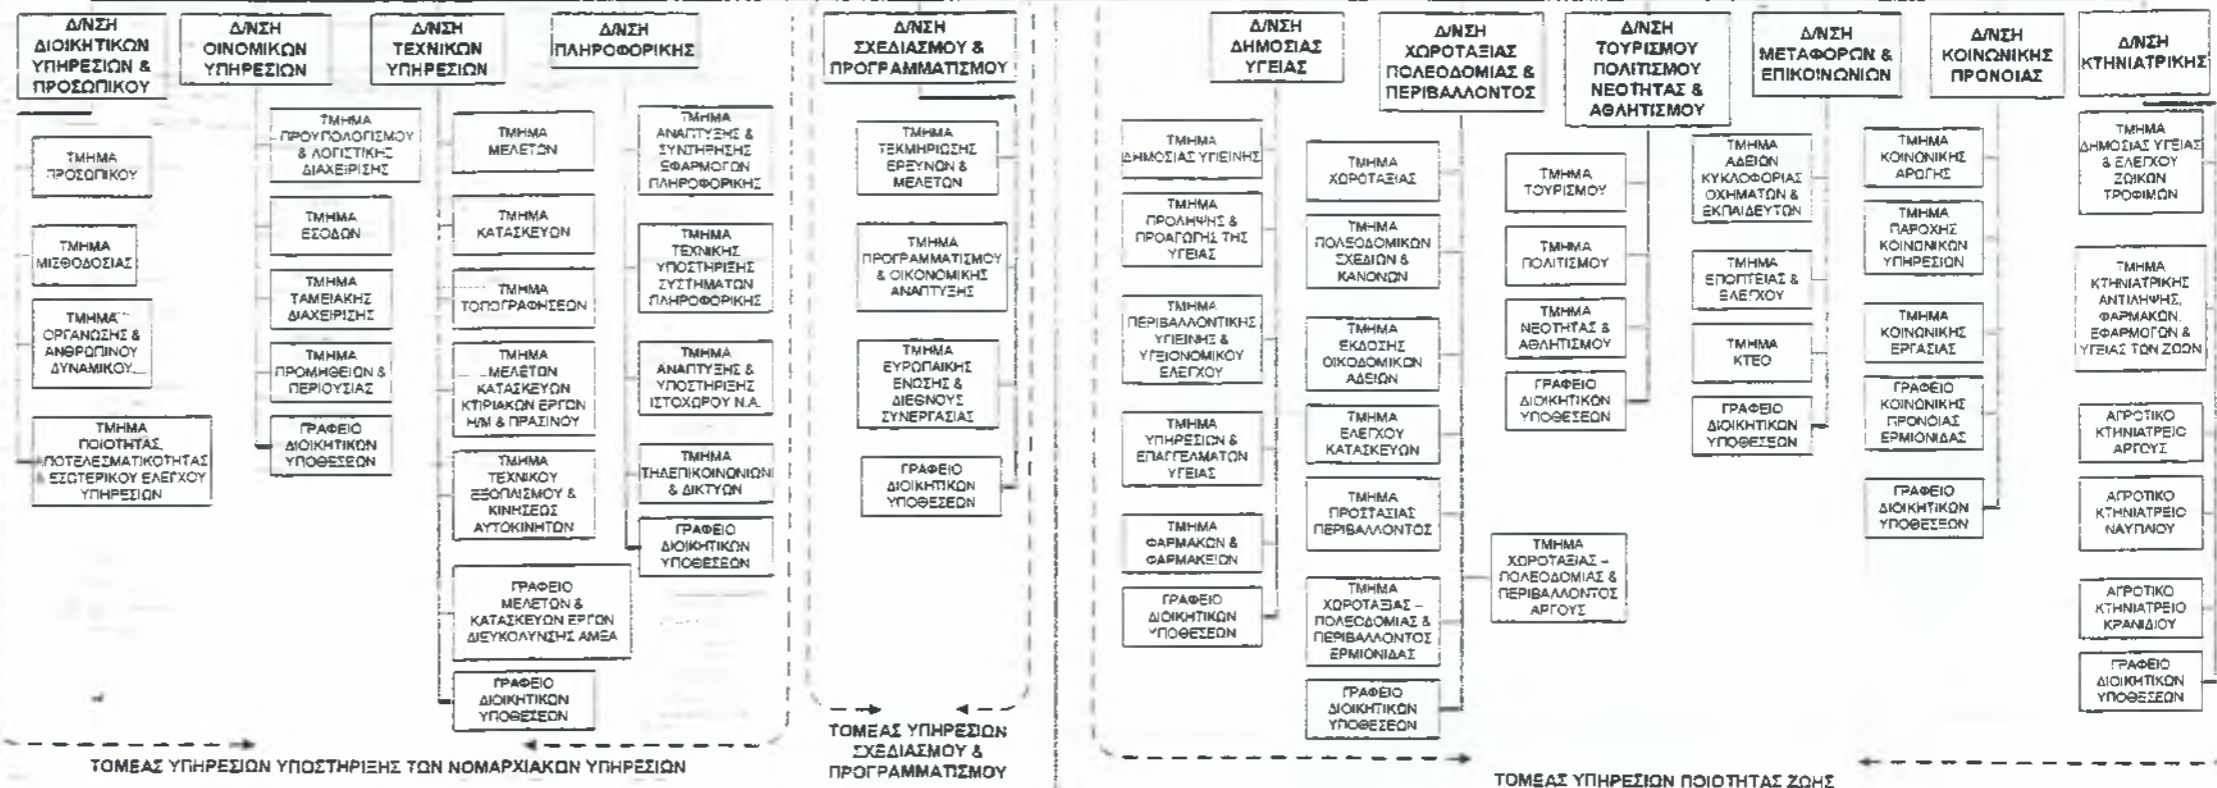 Δ/ΝΣΗ
ΔΙΟΙΚΗΤΙΚΩΝ
ΥΠΗΡΕΣΙΩΝ &
ΠΡΟΣΩΠΙΚΟΥ
ΤΜΗΜΑ
ΠΡΟΣΩΠΙΚΟΥ
ΤΜΗΜΑ
ΜΙΣΘΟΔΟΣΙΑΣ
ΤΜΗΜΑ
ΟΡΓΑΝΩΣΗΣ &
ΑΝΘΡΩΠΙΝΟΥ
ΔΥΝΑΜΙΚΟΥ
ΤΜΗΜΑ
ΠΟΙΟΤΗΤΑΣ,
ΠΟΤΕΛΕΣΜΑΤΙΚΟΤΗΤΑΣ
& ΕΣΩΤΕΡΙΚΟΥ ΕΛΕΓΧΟΥ
ΥΠΗΡΕΣΙΩΝ
Δ/ΝΣΗ
ΟΙΝΟΜΙΚΩΝ
ΥΠΗΡΕΣΙΩΝ
ΤΜΗΜΑ
ΠΡΟΥΠΟΛΟΓΙΣΜΟΥ
& ΛΟΓΙΣΤΙΚΗΣ
ΔΙΑΧΕΙΡΙΣΗΣ
ΤΜΗΜΑ
ΕΣΟΔΩΝ
ΤΜΗΜΑ
ΤΑΜΕΙΑΚΗΣ
ΔΙΑΧΕΙΡΙΣΗΣ
ΤΜΗΜΑ
ΠΡΟΜΗΘΕΙΩΝ &
ΠΕΡΙΟΥΣΙΑΣ
ΓΡΑΦΕΙΟ
ΔΙΟΙΚΗΤΙΚΩΝ
ΥΠΟΘΕΣΕΩΝ
Δ/ΝΣΗ
ΤΕΧΝΙΚΩΝ
ΥΠΗΡΕΣΙΩΝ
ΤΜΗΜΑ
ΜΕΛΕΤΩΝ
ΤΜΗΜΑ
ΚΑΤΑΣΚΕΥΩΝ
ΤΜΗΜΑ
ΤΟΠΟΓΡΑΦΗΣΕΩΝ
ΤΜΗΜΑ
ΜΕΛΕΤΩΝ
ΚΑΤΑΣΚΕΥΩΝ
ΚΤΙΡΙΑΚΩΝ ΕΡΓΩΝ
Η/Μ & ΠΡΑΣΙΝΟΥ
ΤΜΗΜΑ
ΤΕΧΝΙΚΟΥ
ΕΞΟΠΛΙΣΜΟΥ &
ΚΙΝΗΣΕΩΣ
ΑΥΤΟΚΙΝΗΤΩΝ
ΓΡΑΦΕΙΟ
ΜΕΛΕΤΩΝ &
ΚΑΤΑΣΚΕΥΩΝ ΕΡΓΩΝ
ΔΙΕΥΚΟΛΥΝΣΗΣ ΑΜΕΑ
ΓΡΑΦΕΙΟ
ΔΙΟΙΚΗΤΙΚΩΝ
ΥΠΟΘΕΣΕΩΝ
Δ/ΝΣΗ
ΠΛΗΡΟΦΟΡΙΚΗΣ
ΤΜΗΜΑ
ΑΝΑΠΤΥΞΗΣ &
ΣΥΝΤΗΡΗΣΗΣ
ΕΦΑΡΜΟΓΩΝ
ΠΛΗΡΟΦΟΡΙΚΗΣ
ΤΜΗΜΑ
ΤΕΧΝΙΚΗΣ
ΥΠΟΣΤΗΡΙΞΗΣ
ΣΥΣΤΗΜΑΤΩΝ
ΠΛΗΡΟΦΟΡΙΚΗΣ
ΤΜΗΜΑ
ΑΝΑΠΤΥΞΗΣ &
ΥΠΟΣΤΗΡΙΞΗΣ
ΙΣΤΟΧΩΡΟΥ Ν.Α.
ΤΜΗΜΑ
ΤΗΛΕΠΙΚΟΙΝΩΝΙΩΝ
& ΔΙΚΤΥΩΝ
ΓΡΑΦΕΙΟ
ΔΙΟΙΚΗΤΙΚΩΝ
ΥΠΟΘΕΣΕΩΝ
ΤΟΜΕΑΣ ΥΠΗΡΕΣΙΩΝ ΥΠΟΣΤΗΡΙΞΗΣ ΤΩΝ ΝΟΜΑΡΧΙΑΚΩΝ ΥΠΗΡΕΣΙΩΝ
Δ/ΝΣΗ
ΣΧΕΔΙΑΣΜΟΥ &
ΠΡΟΓΡΑΜΜΑΤΙΣΜΟΥ
ΤΜΗΜΑ
ΤΕΚΜΗΡΙΩΣΗΣ
ΕΡΕΥΝΩΝ &
ΜΕΛΕΤΩΝ
ΤΜΗΜΑ
ΠΡΟΓΡΑΜΜΑΤΙΣΜΟΥ
& ΟΙΚΟΝΟΜΙΚΗΣ
ΑΝΑΠΤΥΞΗΣ
ΤΜΗΜΑ
ΕΥΡΩΠΑΙΚΗΣ
ΕΝΩΣΗΣ &
ΔΙΕΘΝΟΥΣ
ΣΥΝΕΡΓΑΣΙΑΣ
ΓΡΑΦΕΙΟ
ΔΙΟΙΚΗΤΙΚΩΝ
ΥΠΟΘΕΣΕΩΝ
ΤΟΜΕΑΣ ΥΠΗΡΕΣΙΩΝ
ΣΧΕΔΙΑΣΜΟΥ &
ΠΡΟΓΡΑΜΜΑΤΙΣΜΟΥ
Δ/ΝΣΗ
ΔΗΜΟΣΙΑΣ
ΥΓΕΙΑΣ
ΤΜΗΜΑ
ΔΗΜΟΣΙΑΣ ΥΓΙΕΙΝΗΣ
ΤΜΗΜΑ
ΠΡΟΛΗΨΗΣ &
ΠΡΟΑΓΩΓΗΣ ΤΗΣ
ΥΓΕΙΑΣ
ΤΜΗΜΑ
ΠΕΡΙΒΑΛΛΟΝΤΙΚΗΣ
ΥΓΙΕΙΝΗΣ &
ΥΓΕΙΟΝΟΜΙΚΟΥ
ΕΛΕΓΧΟΥ
ΤΜΗΜΑ
ΥΠΗΡΕΣΙΩΝ &
ΕΠΑΓΓΕΛΜΑΤΩΝ
ΥΓΕΙΑΣ
ΤΜΗΜΑ
ΦΑΡΜΑΚΩΝ &
ΦΑΡΜΑΚΕΙΩΝ
ΓΡΑΦΕΙΟ
ΔΙΟΙΚΗΤΙΚΩΝ
ΥΠΟΘΕΣΕΩΝ
Δ/ΝΣΗ
ΧΩΡΟΤΑΞΙΑΣ
ΠΟΛΕΟΔΟΜΙΑΣ &
ΠΕΡΙΒΑΛΛΟΝΤΟΣ
ΤΜΗΜΑ
ΧΩΡΟΤΑΞΙΑΣ
ΤΜΗΜΑ
ΠΟΛΕΟΔΟΜΙΚΩΝ
ΣΧΕΔΙΩΝ &
ΚΑΝΟΝΩΝ
ΤΜΗΜΑ
ΕΚΔΟΣΗΣ
ΟΙΚΟΔΟΜΙΚΩΝ
ΑΔΕΙΩΝ
ΤΜΗΜΑ
ΕΛΕΓΧΟΥ
ΚΑΤΑΣΚΕΥΩΝ
ΤΜΗΜΑ
ΠΡΟΣΤΑΣΙΑΣ
ΠΕΡΙΒΑΛΛΟΝΤΟΣ
ΤΜΗΜΑ
ΧΩΡΟΤΑΞΙΑΣ –
ΠΟΛΕΟΔΟΜΙΑΣ &
ΠΕΡΙΒΑΛΛΟΝΤΟΣ
ΕΡΜΙΟΝΙΔΑΣ
ΓΡΑΦΕΙΟ
ΔΙΟΙΚΗΤΙΚΩΝ
ΥΠΟΘΕΣΕΩΝ
ΤΜΗΜΑ
ΧΩΡΟΤΑΞΙΑΣ –
ΠΟΛΕΟΔΟΜΙΑΣ &
ΠΕΡΙΒΑΛΛΟΝΤΟΣ
ΑΡΓΟΥΣ
Δ/ΝΣΗ
ΤΟΥΡΙΣΜΟΥ
ΠΟΛΙΤΙΣΜΟΥ
ΝΕΟΤΗΤΑΣ &
ΑΘΛΗΤΙΣΜΟΥ
ΤΜΗΜΑ
ΤΟΥΡΙΣΜΟΥ
ΤΜΗΜΑ
ΠΟΛΙΤΙΣΜΟΥ
ΤΜΗΜΑ
ΝΕΟΤΗΤΑΣ &
ΑΘΛΗΤΙΣΜΟΥ
ΓΡΑΦΕΙΟ
ΔΙΟΙΚΗΤΙΚΩΝ
ΥΠΟΘΕΣΕΩΝ
Δ/ΝΣΗ
ΜΕΤΑΦΟΡΩΝ &
ΕΠΙΚΟΙΝΩΝΙΩΝ
ΤΜΗΜΑ
ΑΔΕΙΩΝ
ΚΥΚΛΟΦΟΡΙΑΣ
ΟΧΗΜΑΤΩΝ &
ΕΚΠΑΙΔΕΥΤΩΝ
ΤΜΗΜΑ
ΕΠΟΠΤΕΙΑΣ &
ΕΛΕΓΧΟΥ
ΤΜΗΜΑ
ΚΤΕΟ
ΓΡΑΦΕΙΟ
ΔΙΟΙΚΗΤΙΚΩΝ
ΥΠΟΘΕΣΕΩΝ
Δ/ΝΣΗ
ΚΟΙΝΩΝΙΚΗΣ
ΠΡΟΝΟΙΑΣ
ΤΜΗΜΑ
ΚΟΙΝΩΝΙΚΗΣ
ΑΡΩΓΗΣ
ΤΜΗΜΑ
ΠΑΡΟΧΗΣ
ΚΟΙΝΩΝΙΚΩΝ
ΥΠΗΡΕΣΙΩΝ
ΤΜΗΜΑ
ΚΟΙΝΩΝΙΚΗΣ
ΕΡΓΑΣΙΑΣ
ΓΡΑΦΕΙΟ
ΚΟΙΝΩΝΙΚΗΣ
ΠΡΟΝΟΙΑΣ
ΕΡΜΙΟΝΙΔΑΣ
ΓΡΑΦΕΙΟ
ΔΙΟΙΚΗΤΙΚΩΝ
ΥΠΟΘΕΣΕΩΝ
Δ/ΝΣΗ
ΚΤΗΝΙΑΤΡΙΚΗΣ
ΤΜΗΜΑ
ΔΗΜΟΣΙΑΣ ΥΓΕΙΑΣ
& ΕΛΕΓΧΟΥ
ΖΩΙΚΩΝ
ΤΡΟΦΙΜΩΝ
ΤΜΗΜΑ
ΚΤΗΝΙΑΤΡΙΚΗΣ
ΑΝΤΙΛΗΨΗΣ,
ΦΑΡΜΑΚΩΝ,
ΕΦΑΡΜΟΓΩΝ &
ΥΓΕΙΑΣ ΤΩΝ ΖΩΩΝ
ΑΓΡΟΤΙΚΟ
ΚΤΗΝΙΑΤΡΕΙΟ
ΑΡΓΟΥΣ
ΑΓΡΟΤΙΚΟ
ΚΤΗΝΙΑΤΡΕΙΟ
ΝΑΥΠΛΙΟΥ
ΑΓΡΟΤΙΚΟ
ΚΤΗΝΙΑΤΡΕΙΟ
ΚΡΑΝΙΔΙΟΥ
ΓΡΑΦΕΙΟ
ΔΙΟΙΚΗΤΙΚΩΝ
ΥΠΟΘΕΣΕΩΝ
ΤΟΜΕΑΣ ΥΠΗΡΕΣΙΩΝ ΠΟΙΟΤΗΤΑΣ ΖΩΗΣ